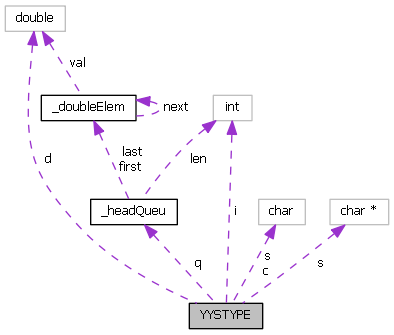 double
val
_doubleElem
next
int
last
first
len
d
i
_headQueu
char
char *
q
s
c
s
YYSTYPE